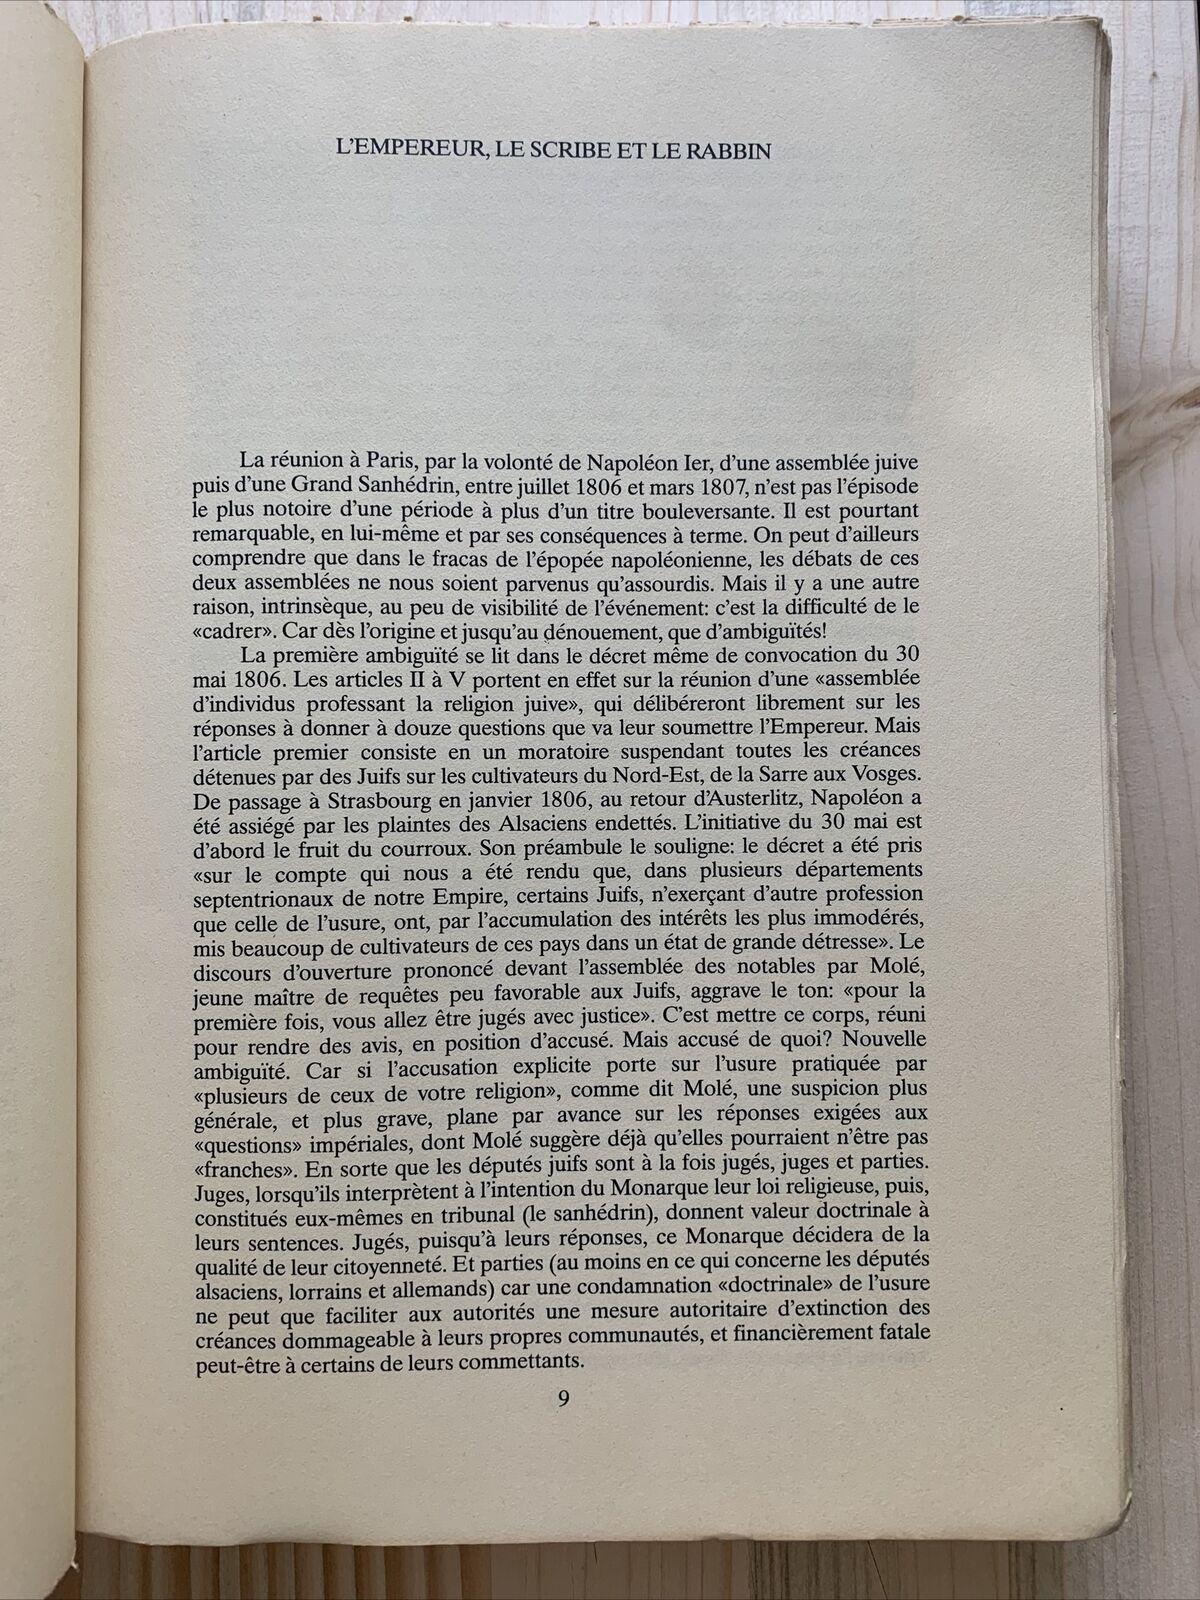 L'EMPEREUR, LE SCRIBE ET LE RABBIN
La réunion à Paris, par la volonté de Napoléon Ier, d'une assemblée juive
puis d'une Grand Sanhédrin, entre juillet 1806 et mars 1807, n'est pas l'épisode
le plus notoire d'une période à plus d'un titre bouleversante. Il est pourtant
remarquable, en lui-même et par ses conséquences à terme. On peut d'ailleurs
comprendre que dans le fracas de l'épopée napoléonienne, les débats de ces
deux assemblées ne nous soient parvenus qu'assourdis. Mais il y a une autre
raison, intrinsèque, au peu de visibilité de l'événement: c'est la difficulté de le
«cadrer». Car dès l'origine et jusqu'au dénouement, que d'ambiguïtés!
La première ambiguïté se lit dans le décret même de convocation du 30
mai 1806. Les articles II à V portent en effet sur la réunion d'une «assemblée
d'individus professant la religion juive», qui délibéreront librement sur les
réponses à donner à douze questions que va leur soumettre l'Empereur. Mais
l'article premier consiste en un moratoire suspendant toutes les créances
détenues par des Juifs sur les cultivateurs du Nord-Est, de la Sarre aux Vosges.
De passage à Strasbourg en janvier 1806, au retour d'Austerlitz, Napoléon a
été assiégé par les plaintes des Alsaciens endettés. L'initiative du 30 mai est
d'abord le fruit du courroux. Son préambule le souligne: le décret a été pris
«sur le compte qui nous a été rendu que, dans plusieurs départements
septentrionaux de notre Empire, certains Juifs, n'exerçant d'autre profession
que celle de l'usure, ont, par l'accumulation des intérêts les plus immodérés,
mis beaucoup de cultivateurs de ces pays dans un état de grande détresse». Le
discours d'ouverture prononcé devant l'assemblée des notables par Molé,
jeune maître de requêtes peu favorable aux Juifs, aggrave le ton: «pour la
première fois, vous allez être jugés avec justice». C'est mettre ce corps, réuni
pour rendre des avis, en position d'accusé. Mais accusé de quoi? Nouvelle
ambiguïté. Car si l'accusation explicite porte sur l'usure pratiquée par
«plusieurs de ceux de votre religion», comme dit Molé, une suspicion plus
générale, et plus grave, plane par avance sur les réponses exigées aux
«questions» impériales, dont Molé suggère déjà qu'elles pourraient n'être pas
«franches». En sorte que les députés juifs sont à la fois jugés, juges et parties.
Juges, lorsqu'ils interprètent à l'intention du Monarque leur loi religieuse, puis,
constitués eux-mêmes en tribunal (le sanhédrin), donnent valeur doctrinale à
leurs sentences. Jugés, puisqu'à leurs réponses, ce Monarque décidera de la
qualité de leur citoyenneté. Et parties (au moins en ce qui concerne les députés
alsaciens, lorrains et allemands) car une condamnation «doctrinale» de l'usure
ne peut que faciliter aux autorités une mesure autoritaire d'extinction des
créances dommageable à leurs propres communautés, et financièrement fatale
peut-être à certains de leurs commettants.
9